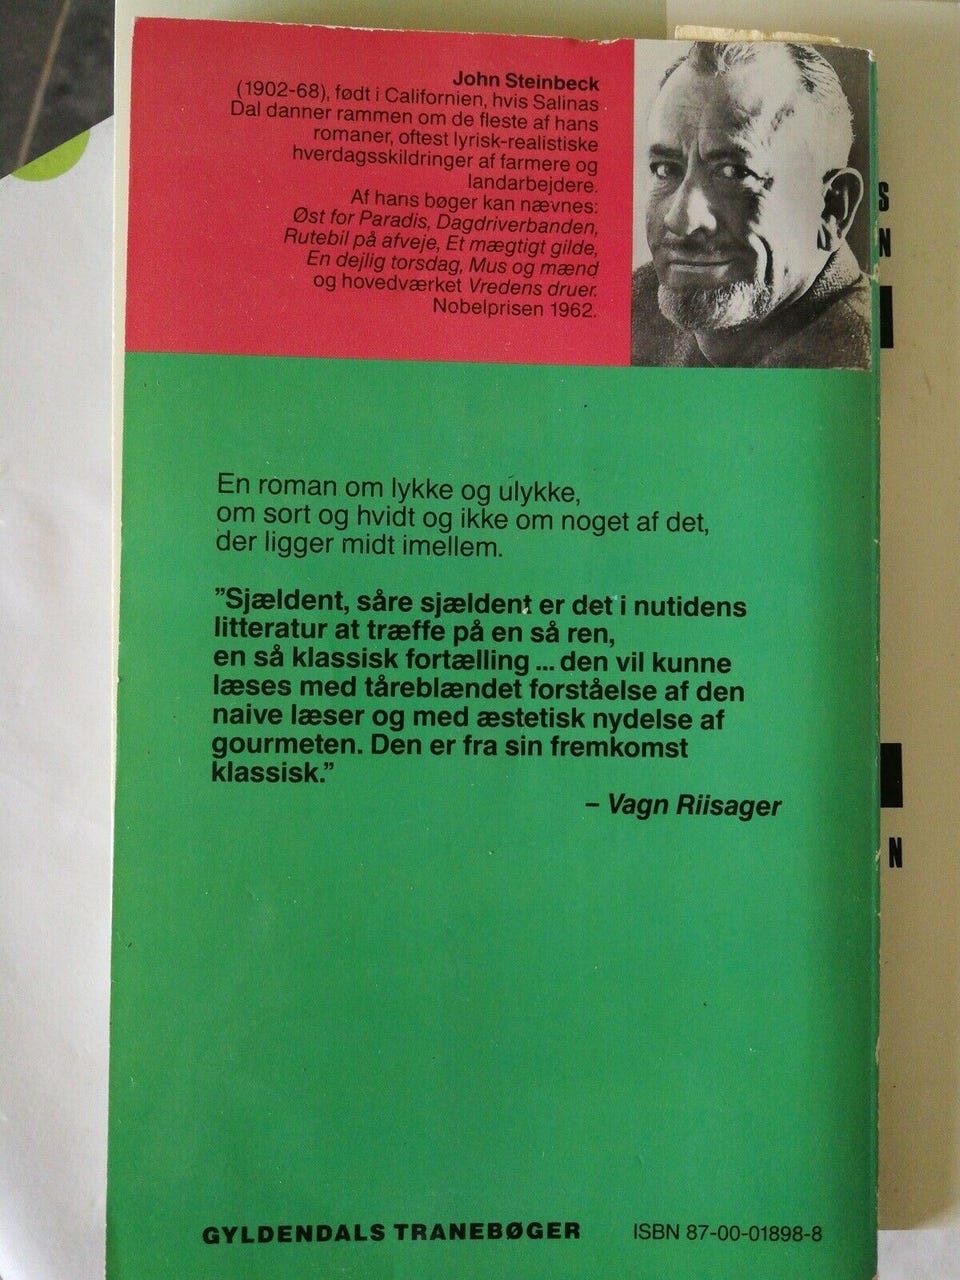 John Steinbeck
(1902-68), født i Californien, hvis Salinas
Dal danner rammen om de fleste af hans
romaner, oftest lyrisk-realistiske
hverdagsskildringer af farmere og
landarbejdere.
Af hans bøger kan nævnes:
Øst for Paradis, Dagdriverbanden,
Rutebil på afveje, Et mægtigt gilde,
En dejlig torsdag, Mus og mænd
og hovedværket Vredens druer.
Nobelprisen 1962.
En roman om lykke og ulykke,
om sort og hvidt og ikke om noget af det,
der ligger midt imellem.
”Sjældent, såre sjældent er det i nutidens
litteratur at træffe på en så ren,
en så klassisk fortælling ... den vil kunne
læses med tåreblændet forståelse af den
naive læser og med æstetisk nydelse af
gourmeten. Den er fra sin fremkomst
klassisk.”
– Vagn Riisager
GYLDENDALS TRANEBØGER
ISBN 87-00-01898-8
S
N
N